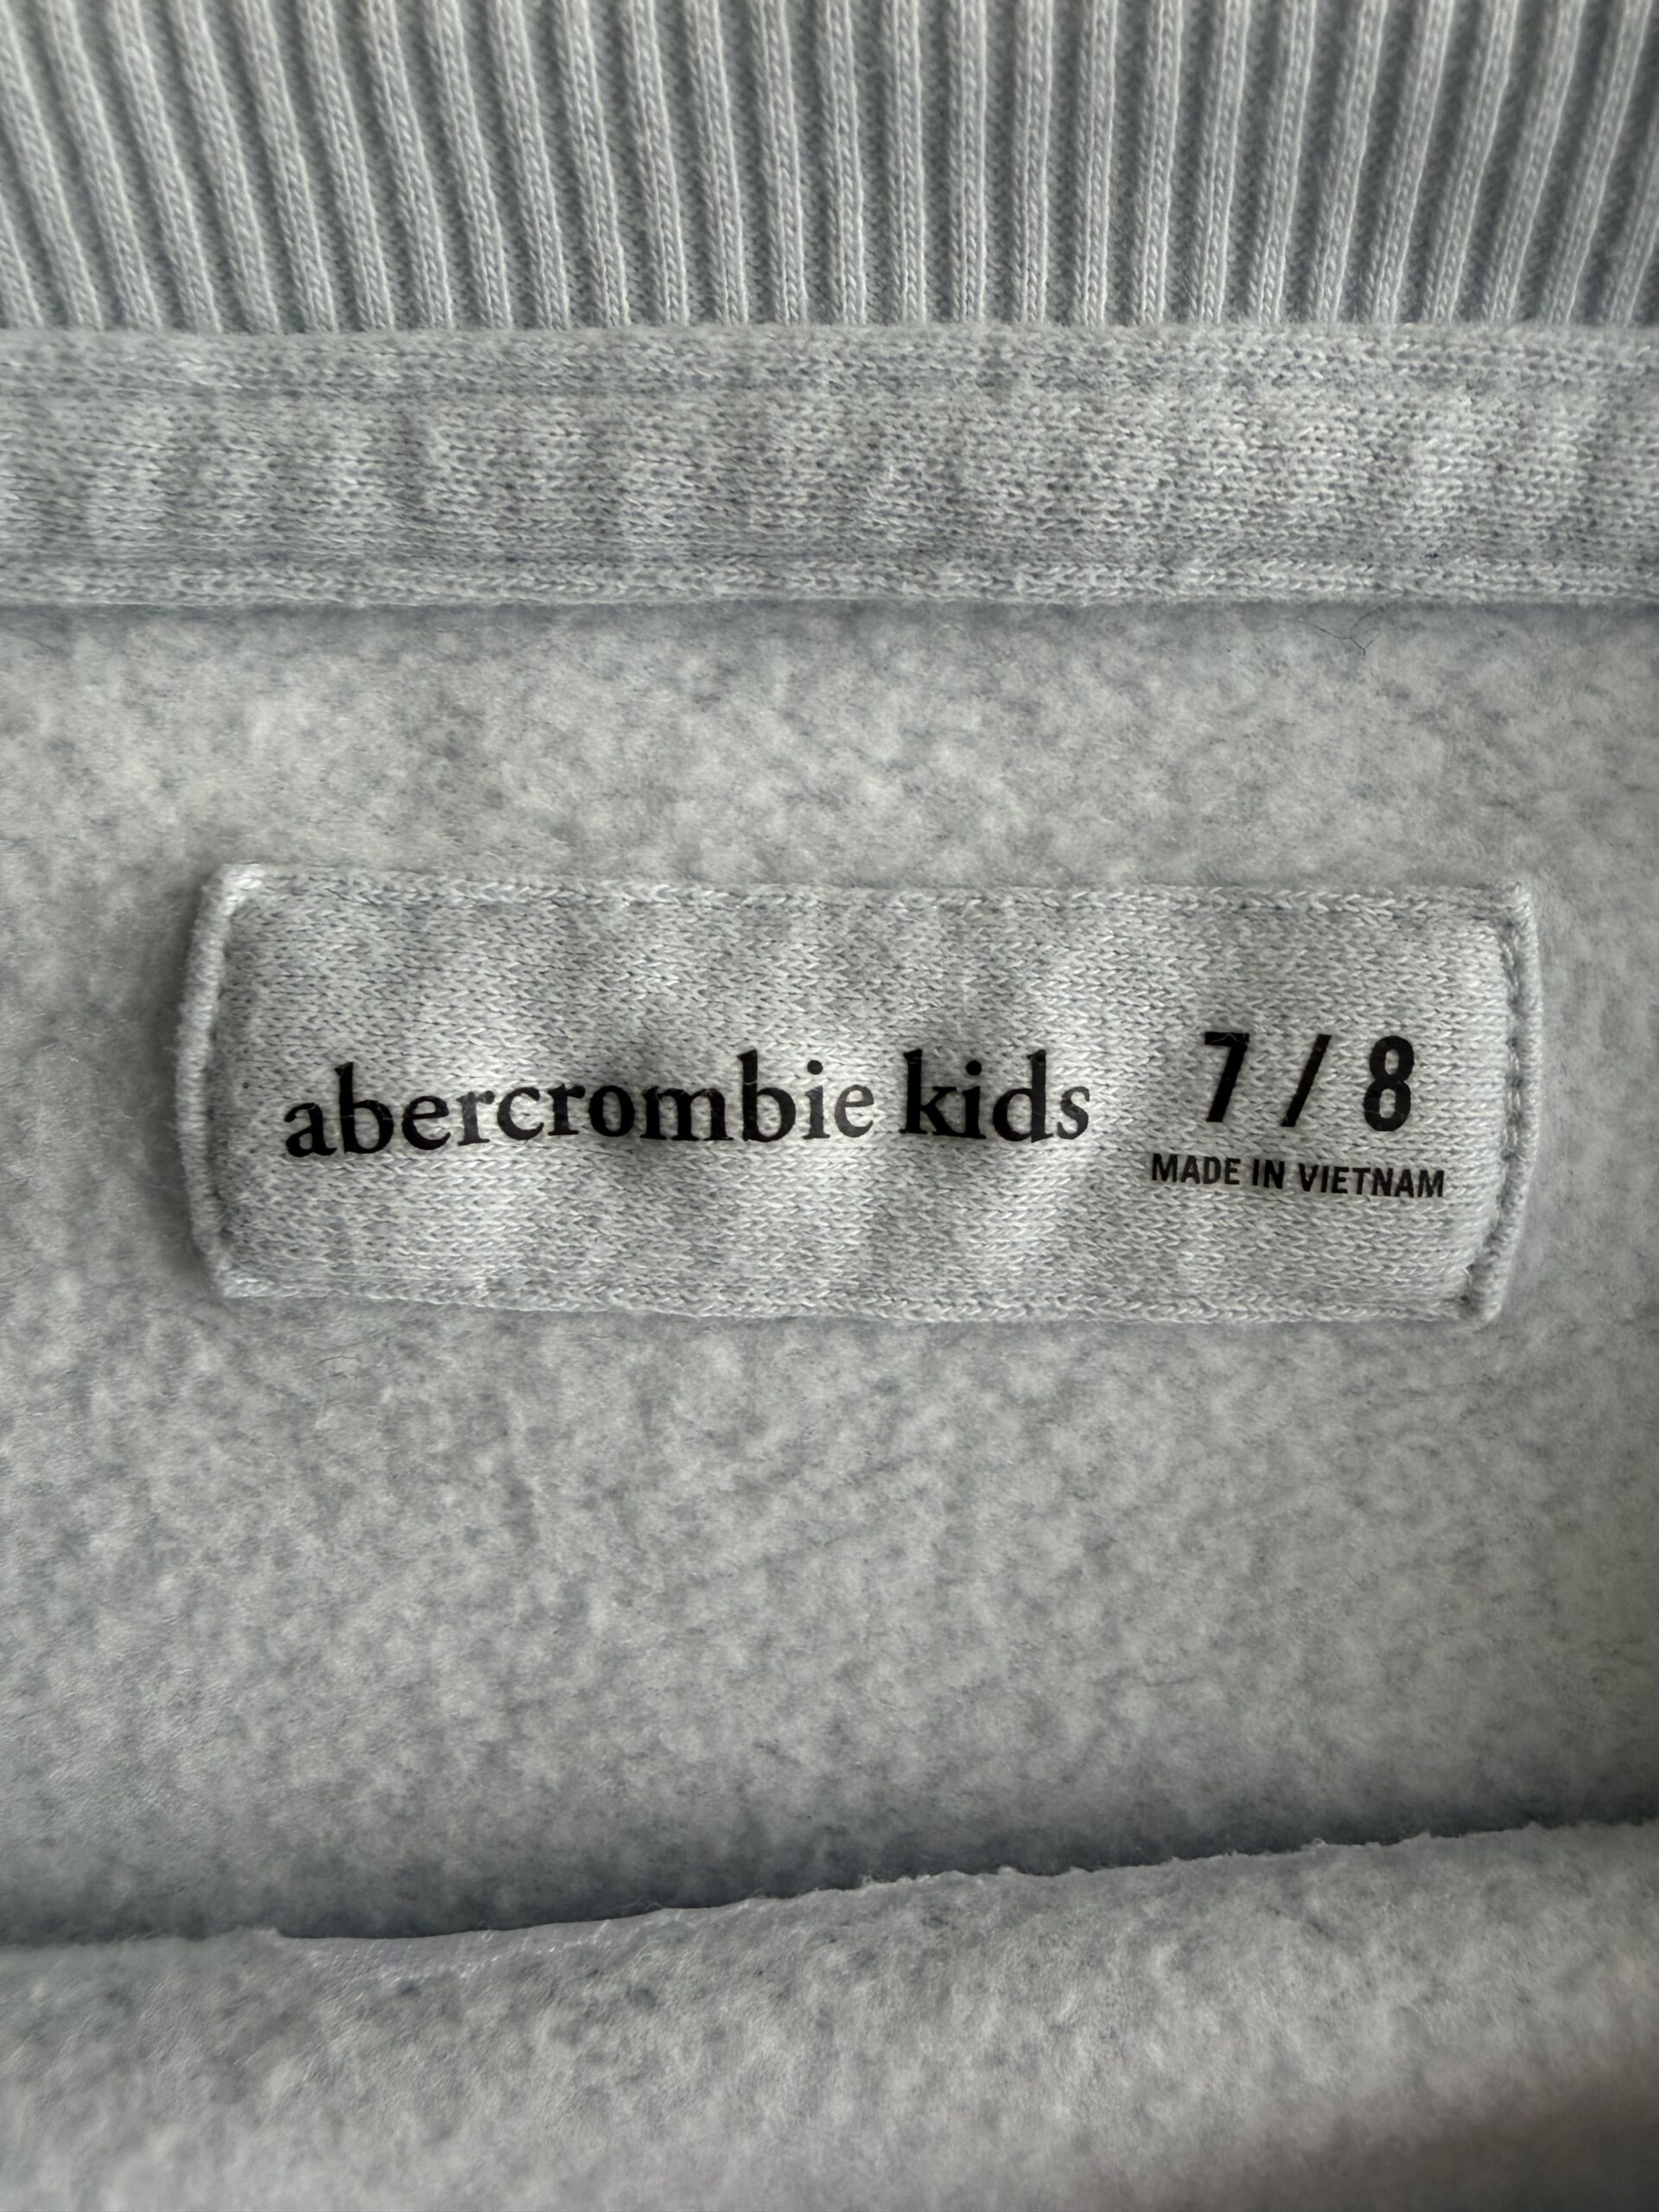 abercrombie kids
7 / 8
MADE IN VIETNAM